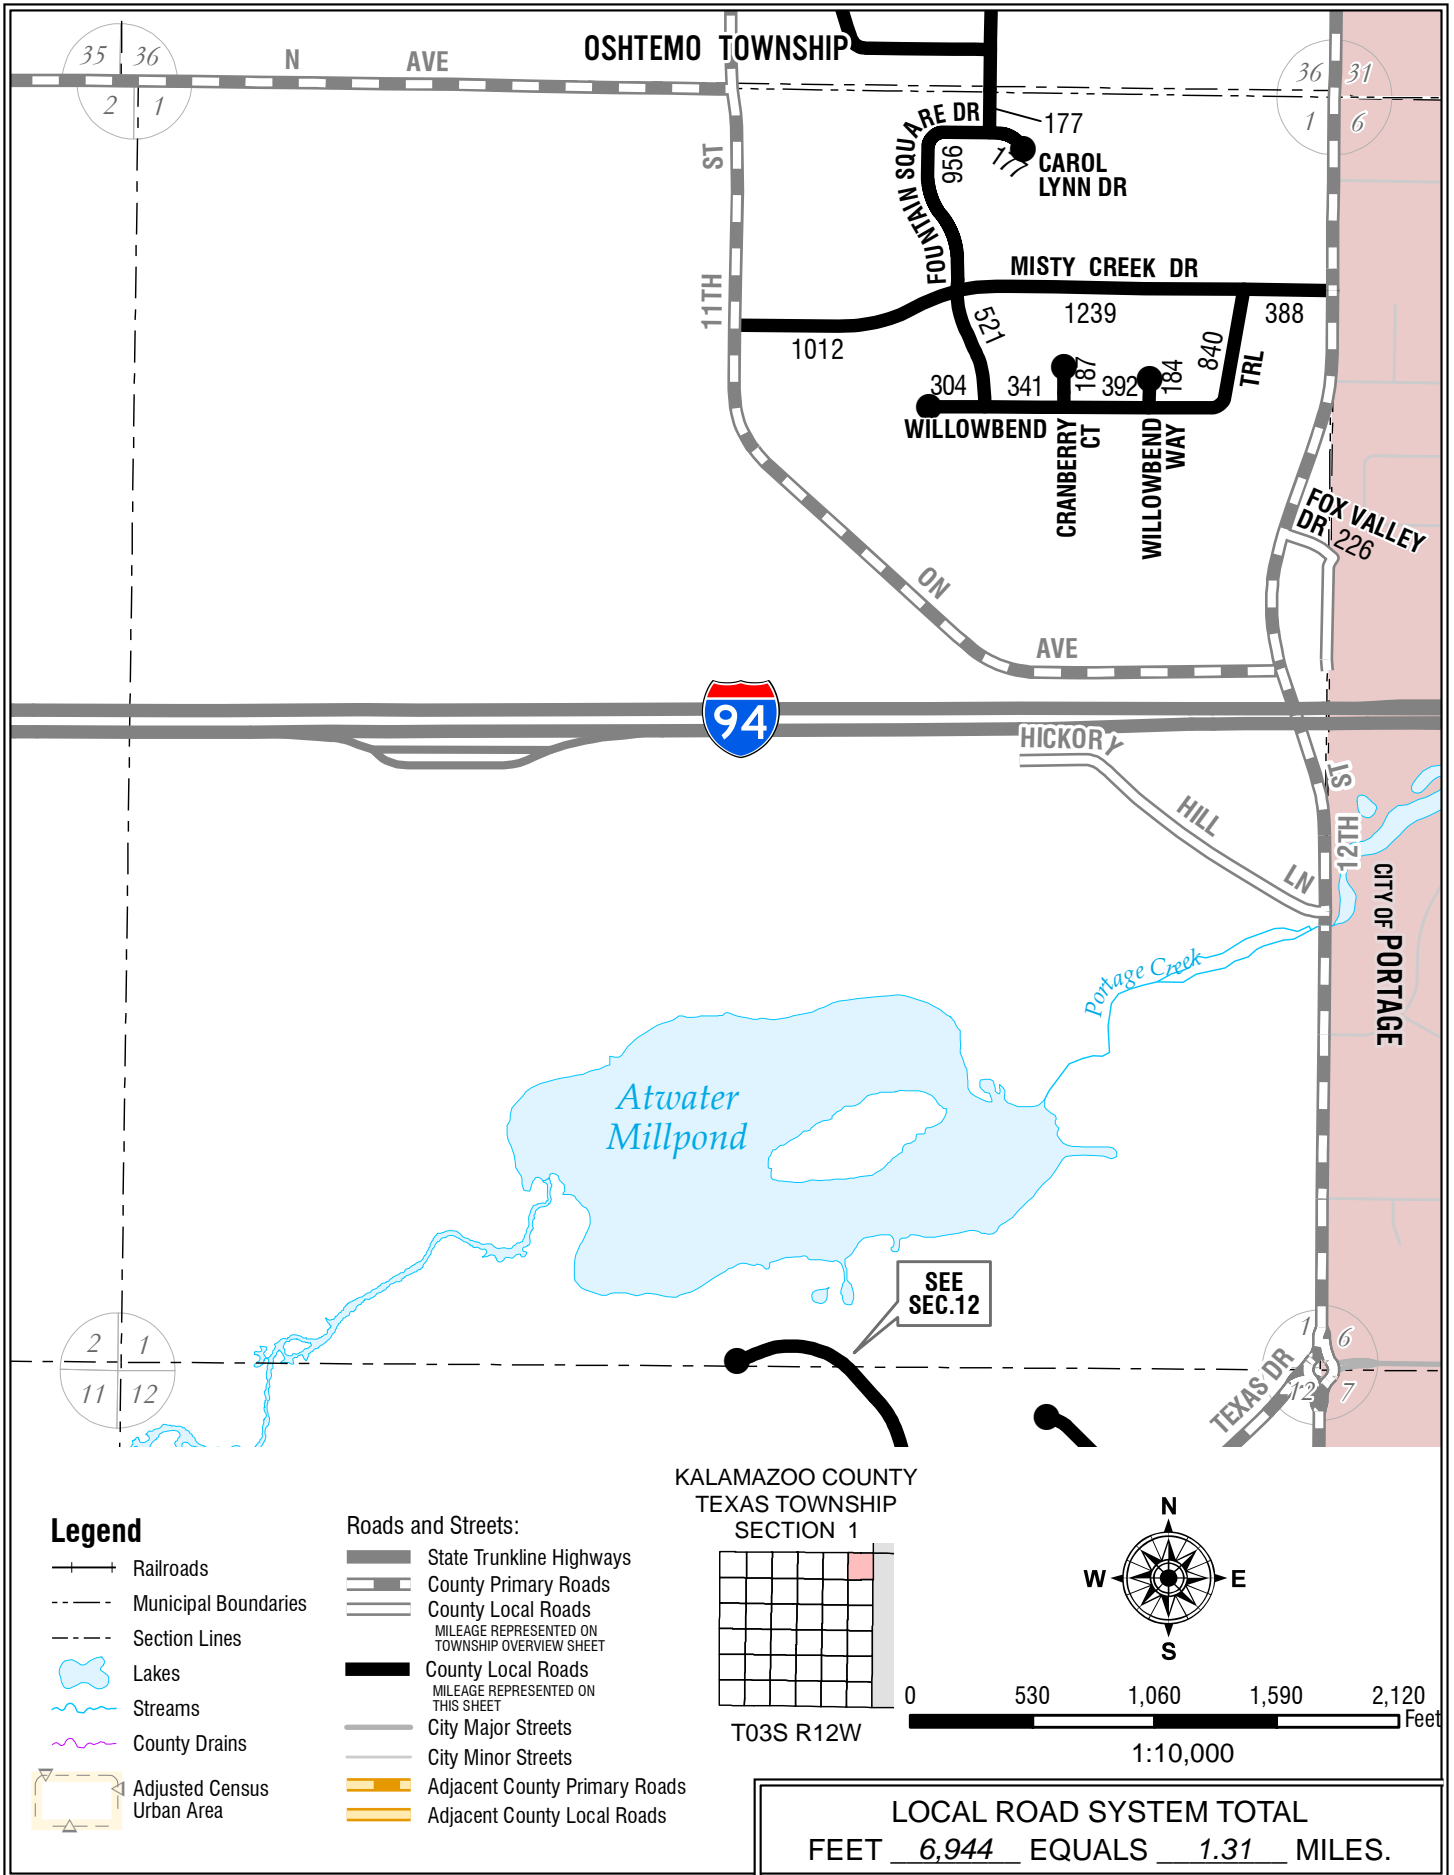 OSHTEMO TOWNSHIP
35 36
2 1
N AVE
36 31
1 6
177
FOUNTAIN SQUARE DR
956
177
CAROL
LYNN DR
ST
11TH
MISTY CREEK DR
1012
521
1239
388
304
341
187
392
184
840
TRL
WILLOWBEND
CRANBERRY
CT
WILLOWBEND
WAY
FOX VALLEY
DR 226
ON
AVE
94
HICKORY
HILL
LN
ST
12TH
CITY OF PORTAGE
Portage Creek
Atwater
Millpond
SEE
SEC.12
2 1
11 12
1 6
12 7
TEXAS DR
Legend
Railroads
Municipal Boundaries
Section Lines
Lakes
Streams
County Drains
Adjusted Census
Urban Area
Roads and Streets:
State Trunkline Highways
County Primary Roads
County Local Roads
MILEAGE REPRESENTED ON
TOWNSHIP OVERVIEW SHEET
County Local Roads
MILEAGE REPRESENTED ON
THIS SHEET
City Major Streets
City Minor Streets
Adjacent County Primary Roads
Adjacent County Local Roads
KALAMAZOO COUNTY
TEXAS TOWNSHIP
SECTION 1
T03S R12W
N
W E
S
0 530 1,060 1,590 2,120
Feet
1:10,000
LOCAL ROAD SYSTEM TOTAL
FEET 6,944 EQUALS 1.31 MILES.